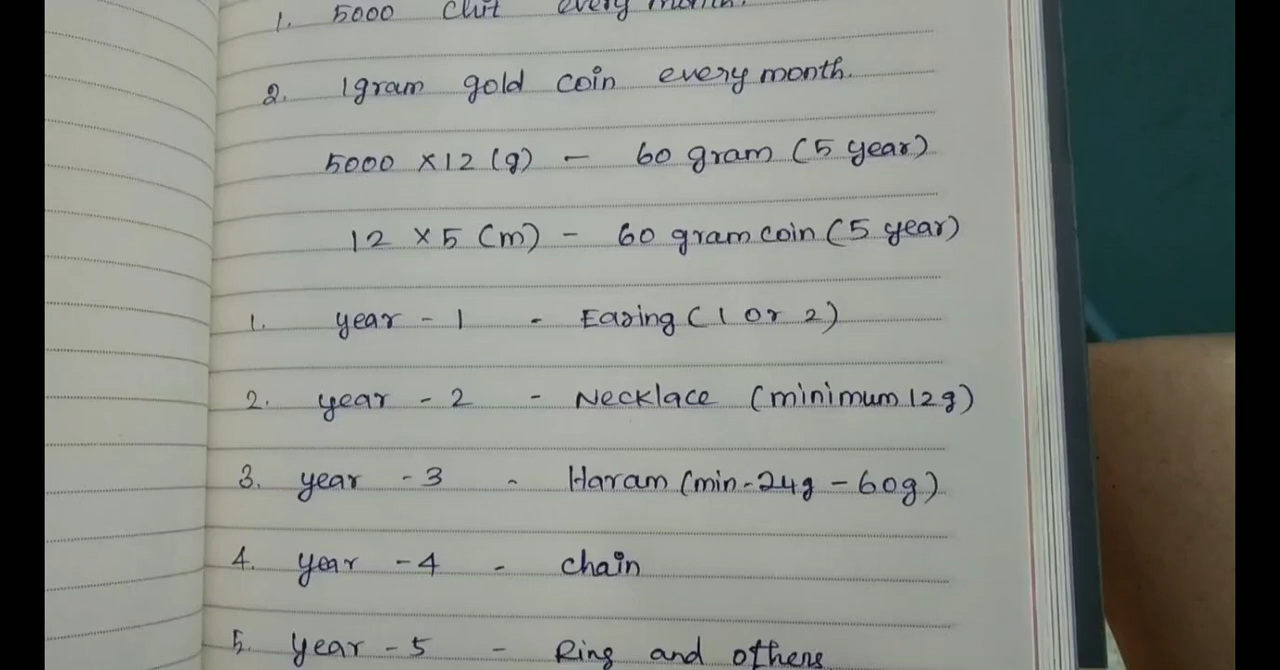 1. 5000 chit every month.
2. 1gram gold coin every month.
5000 ×12 (g) - 60 gram (5 year)
12 ×5 (m) - 60 gram coin (5 year)
1. year - 1 - Earing (1 or 2)
2. year - 2 - Necklace (minimum 12g)
3. year - 3 - Haram (min-24g - 60g)
4. year - 4 - chain
5. year - 5 - Ring and others